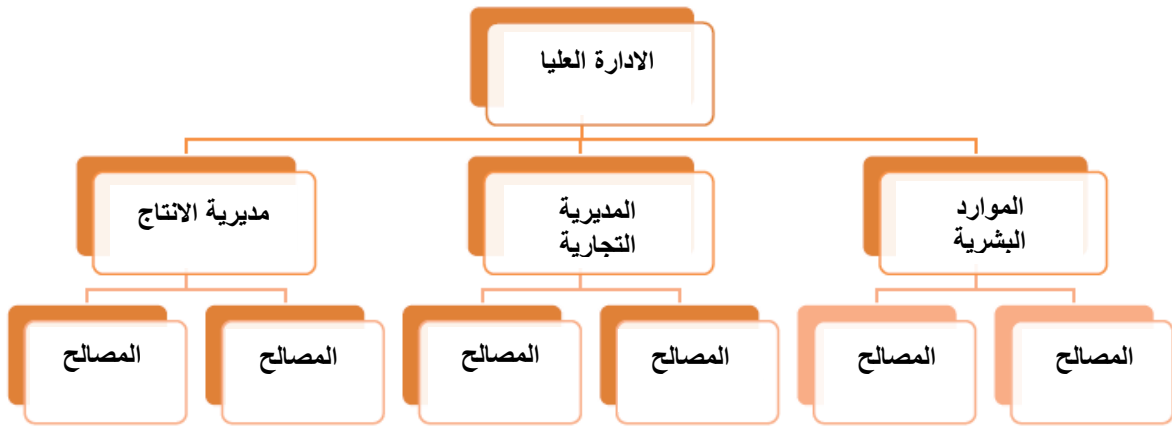 الادارة العليا
الموارد
البشرية
المديرية
التجارية
مديرية الانتاج
المصالح
المصالح
المصالح
المصالح
المصالح
المصالح